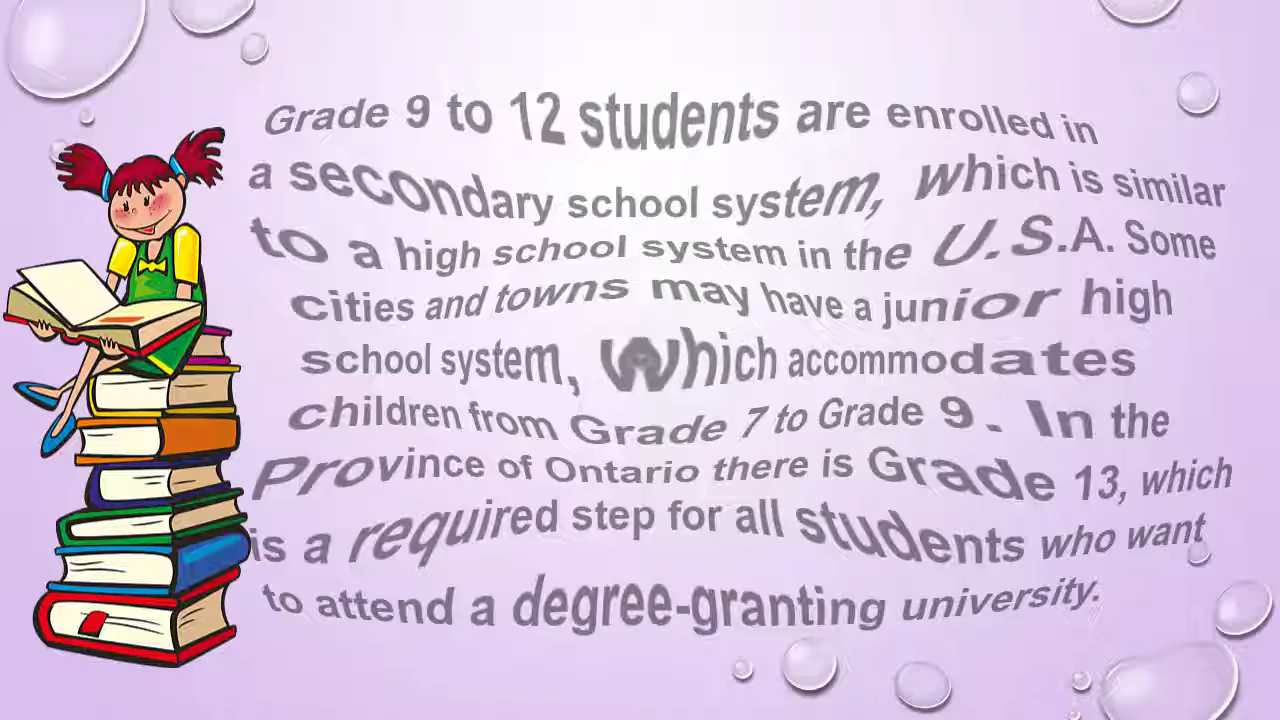 Grade 9 to 12 students are enrolled in
a secondary school system, which is similar
to a high school system in the U.S.A. Some
cities and towns may have a junior high
school system, Which accommodates
children from Grade 7 to Grade 9. In the
Province of Ontario there is Grade 13, which
is a required step for all students who want
to attend a degree-granting university.